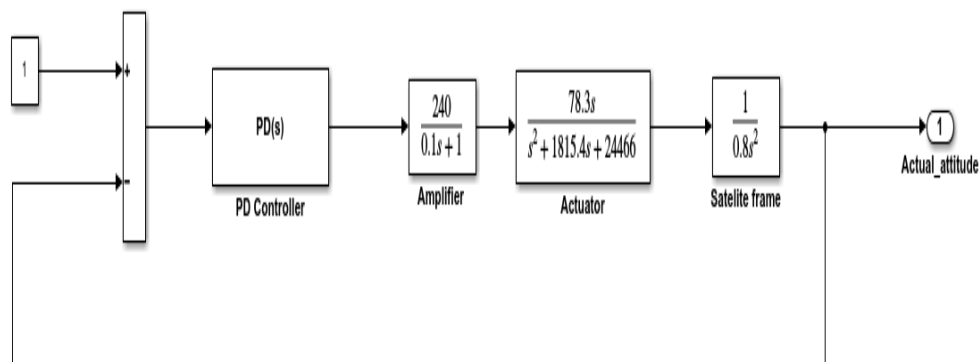 1
+
−
PD(s)
PD Controller
240
0.1s+1
Amplifier
78.3s
s²+1815.4s+24466
Actuator
1
0.8s²
Satelite frame
1
Actual_attitude